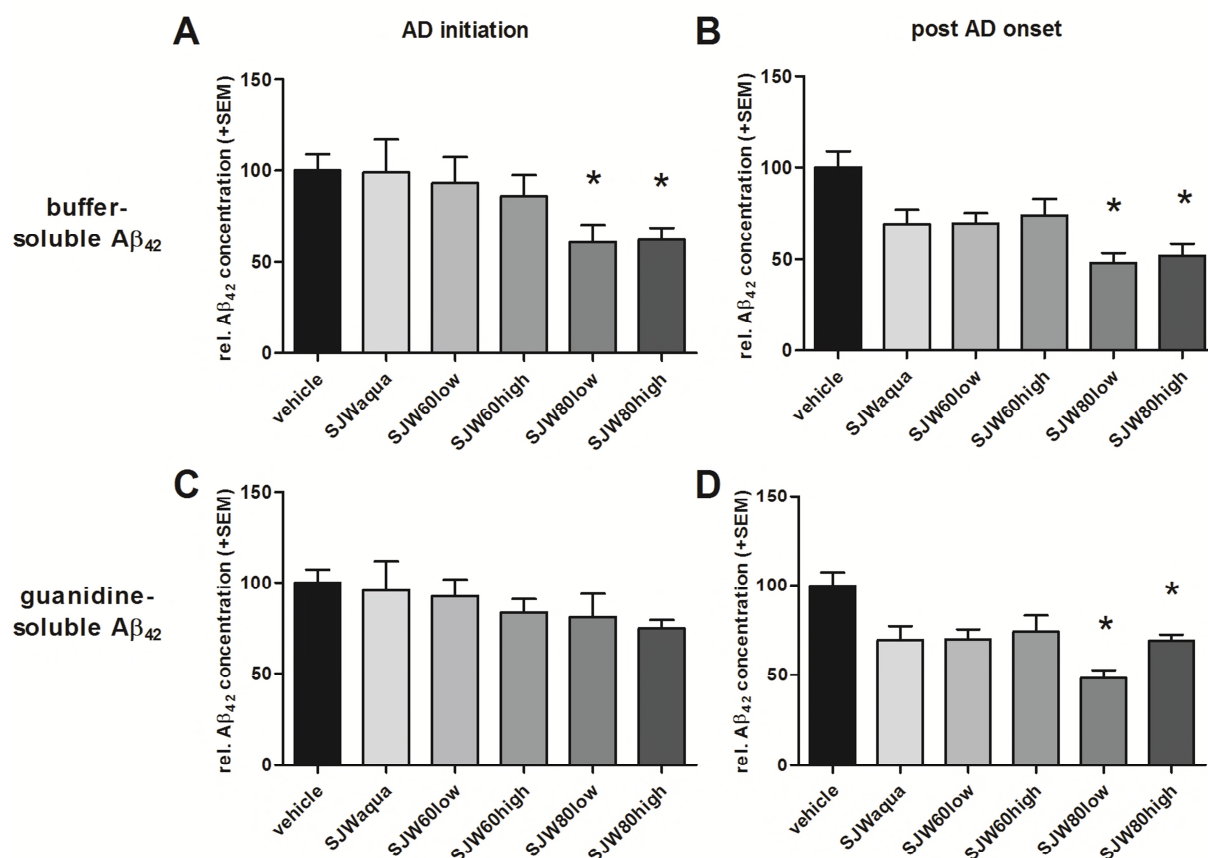 A
AD initiation
B
post AD onset
buffer-
soluble Aβ₄₂
rel. Aβ₄₂ concentration (+SEM)
150
100
50
0
*
*
vehicle
SJWaqua
SJW60low
SJW60high
SJW80low
SJW80high
rel. Aβ₄₂ concentration (+SEM)
150
100
50
0
*
*
vehicle
SJWaqua
SJW60low
SJW60high
SJW80low
SJW80high
C
D
guanidine-
soluble Aβ₄₂
rel. Aβ₄₂ concentration (+SEM)
150
100
50
0
vehicle
SJWaqua
SJW60low
SJW60high
SJW80low
SJW80high
rel. Aβ₄₂ concentration (+SEM)
150
100
50
0
*
*
vehicle
SJWaqua
SJW60low
SJW60high
SJW80low
SJW80high